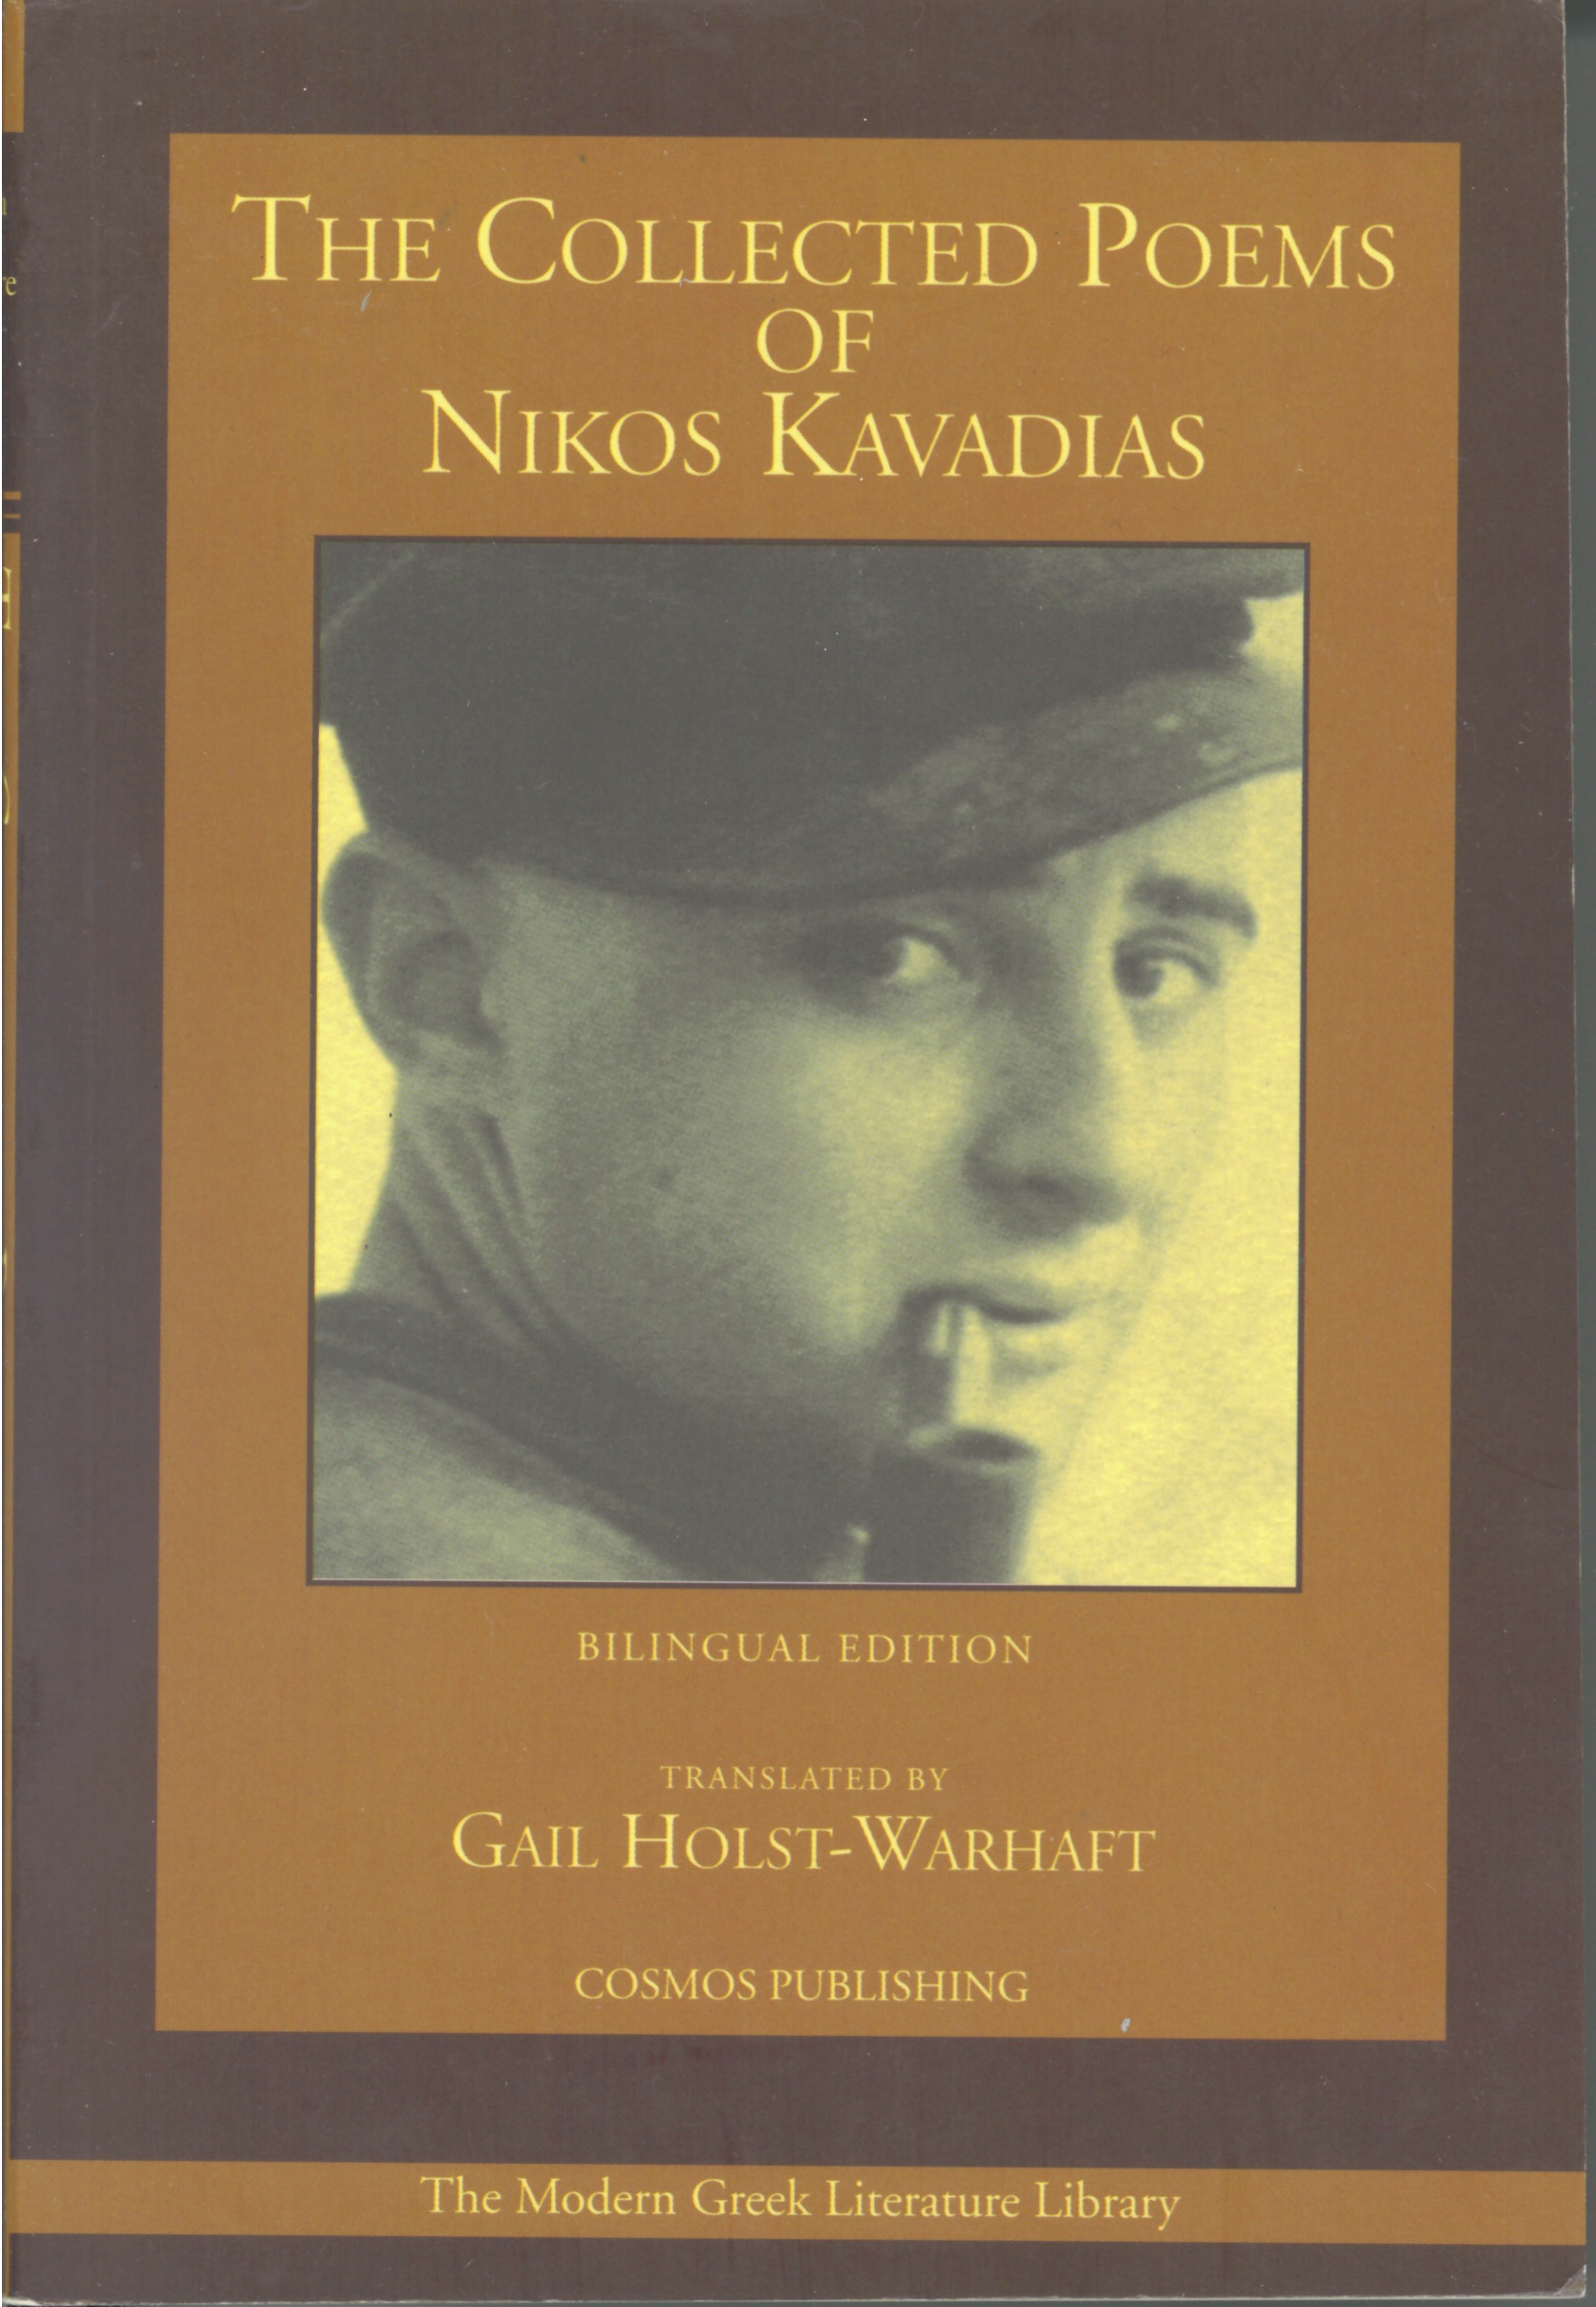 THE COLLECTED POEMS
OF
NIKOS KAVADIAS
BILINGUAL EDITION
TRANSLATED BY
GAIL HOLST-WARHAFT
COSMOS PUBLISHING
The Modern Greek Literature Library